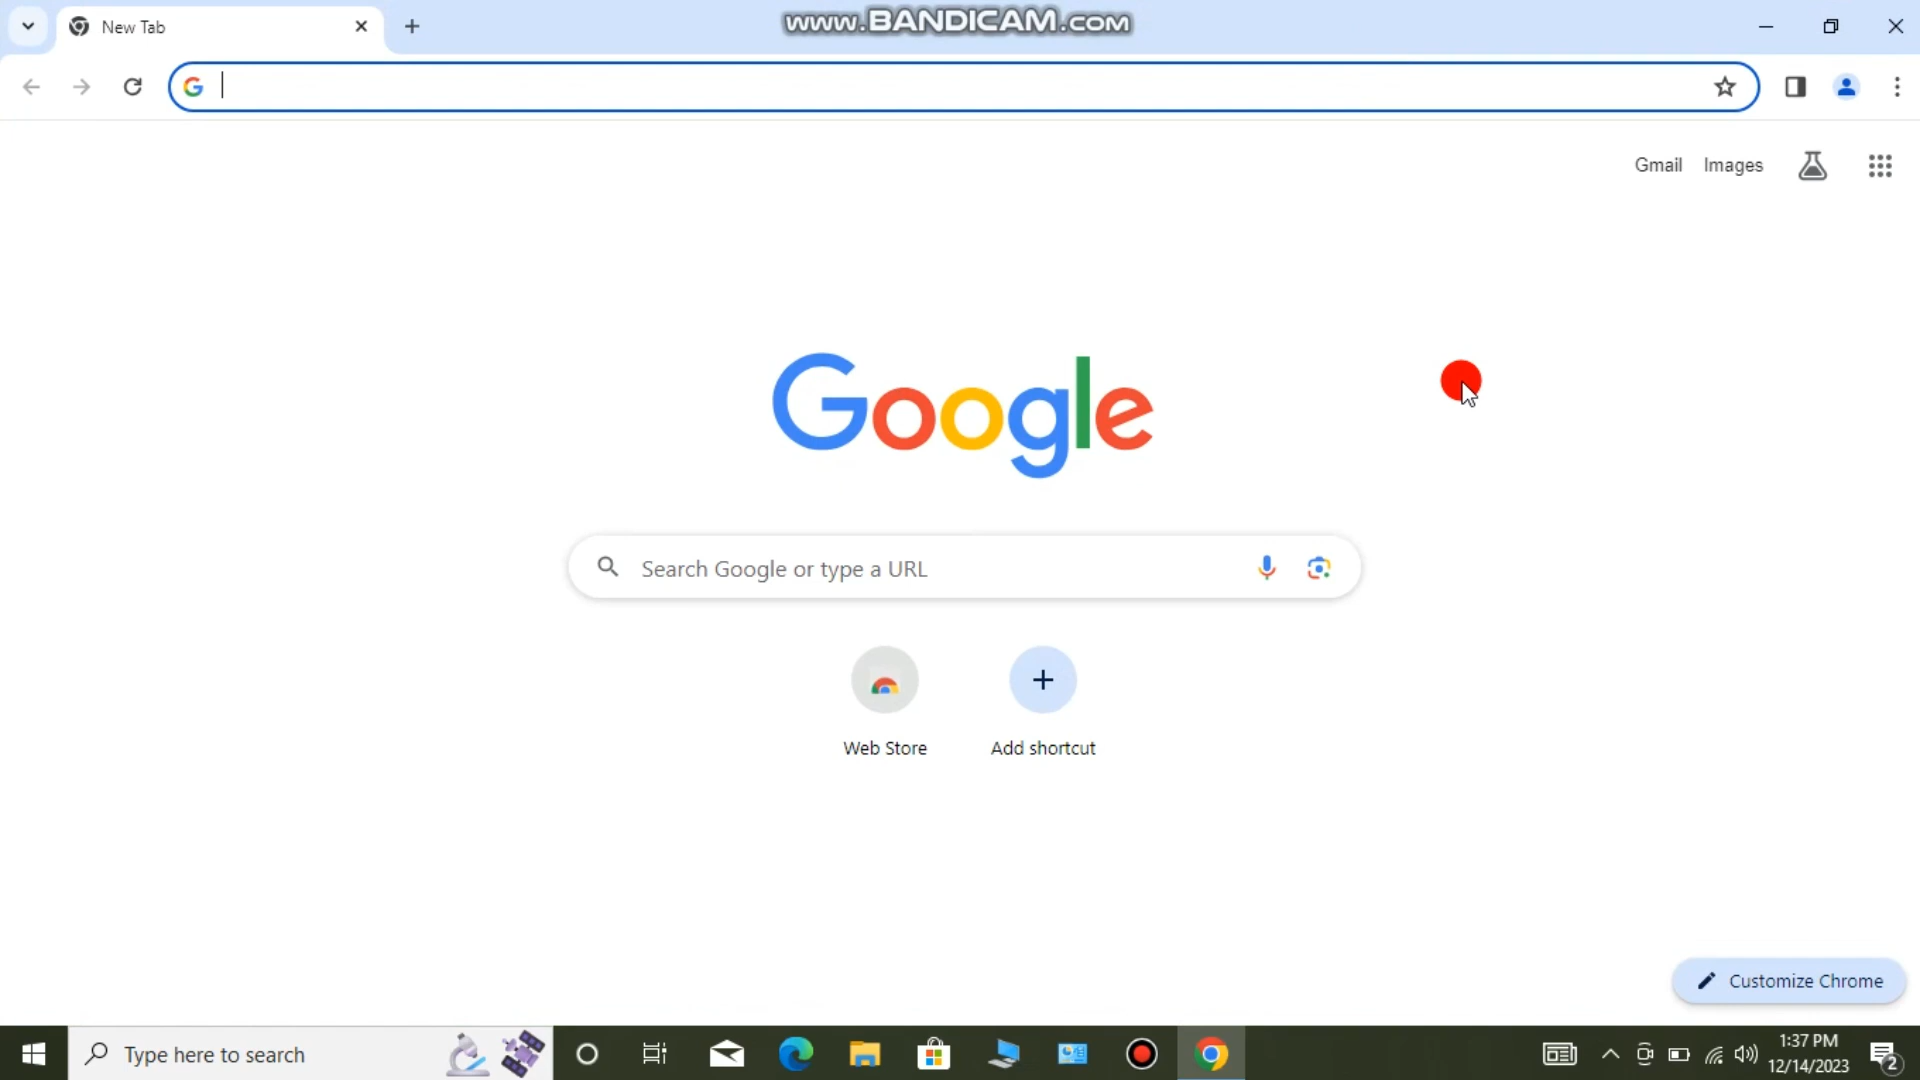 New Tab
www.BANDICAM.com
Gmail Images
Google
Search Google or type a URL
Web Store
Add shortcut
Customize Chrome
Type here to search
1:37 PM
12/14/2023
2